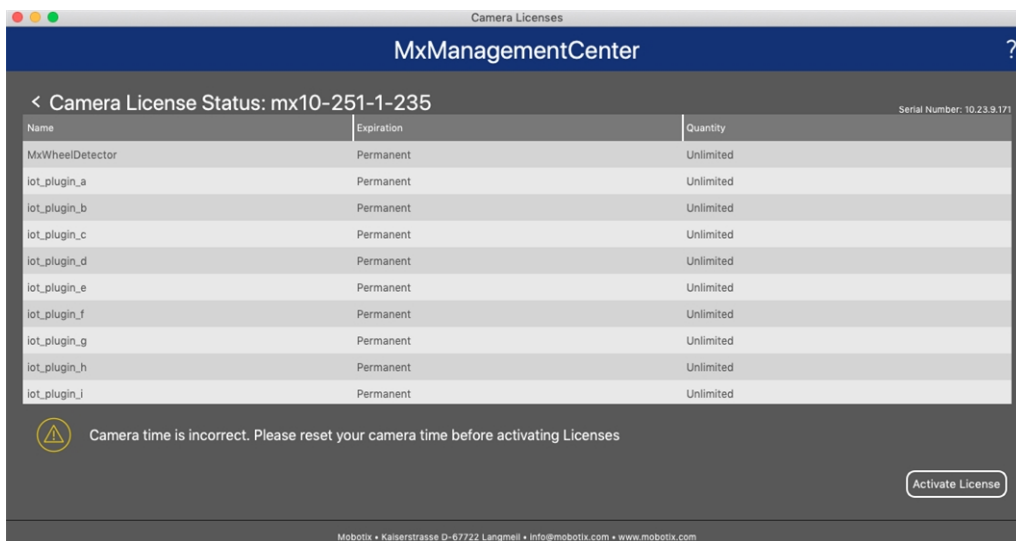 Camera Licenses
MxManagementCenter
?
< Camera License Status: mx10-251-1-235
Serial Number: 10.23.9.171
Name Expiration Quantity
MxWheelDetector Permanent Unlimited
iot_plugin_a Permanent Unlimited
iot_plugin_b Permanent Unlimited
iot_plugin_c Permanent Unlimited
iot_plugin_d Permanent Unlimited
iot_plugin_e Permanent Unlimited
iot_plugin_f Permanent Unlimited
iot_plugin_g Permanent Unlimited
iot_plugin_h Permanent Unlimited
iot_plugin_i Permanent Unlimited
Camera time is incorrect. Please reset your camera time before activating Licenses
Activate License
Mobotix • Kaiserstrasse D-67722 Langmeil • info@mobotix.com • www.mobotix.com